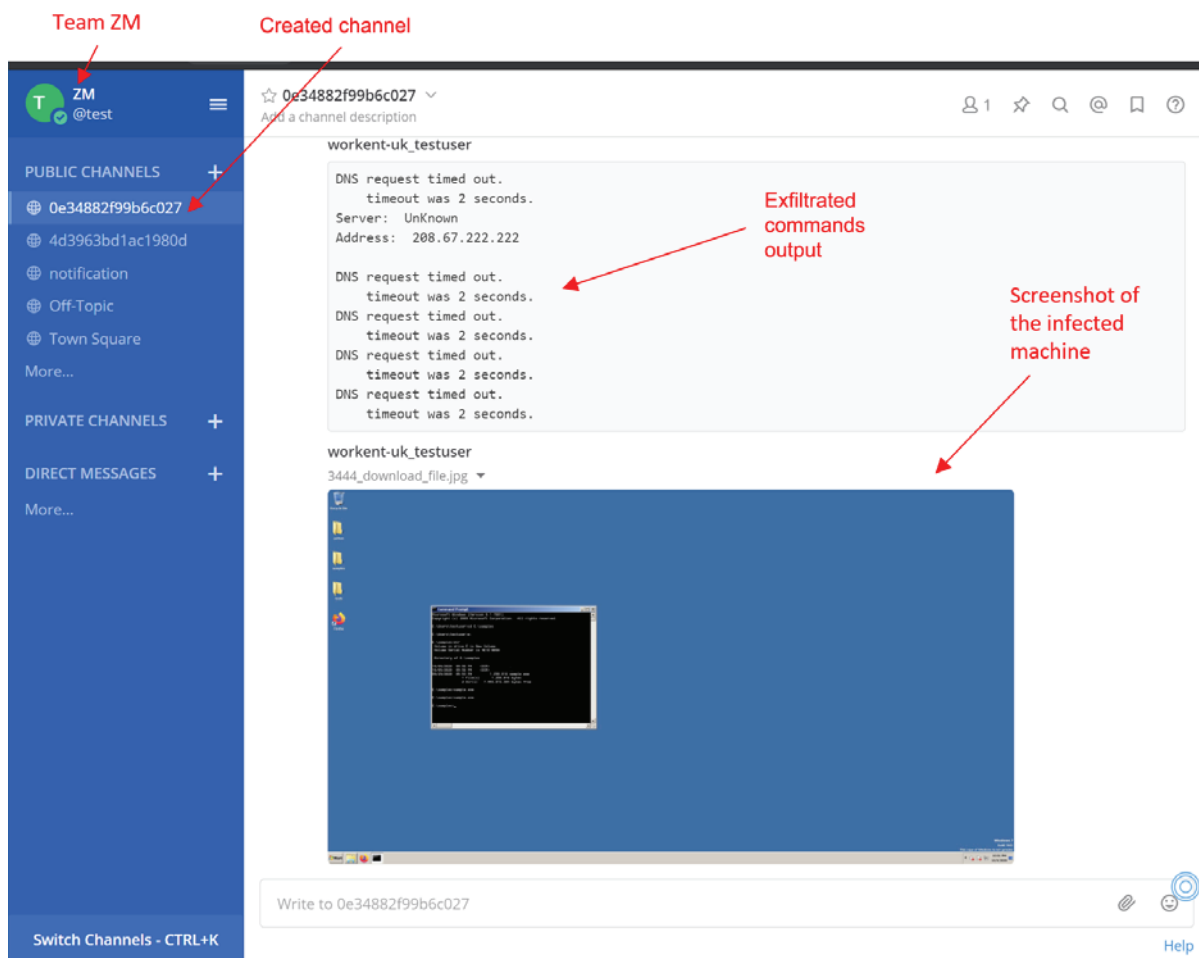 Team ZM
Created channel
T
ZM
@test
0e34882f99b6c027
Add a channel description
1
PUBLIC CHANNELS
0e34882f99b6c027
4d3963bd1ac1980d
notification
Off-Topic
Town Square
More...
PRIVATE CHANNELS
DIRECT MESSAGES
More...
Switch Channels - CTRL+K
workent-uk_testuser
DNS request timed out.
timeout was 2 seconds.
Server: UnKnown
Address: 208.67.222.222
DNS request timed out.
timeout was 2 seconds.
DNS request timed out.
timeout was 2 seconds.
DNS request timed out.
timeout was 2 seconds.
DNS request timed out.
timeout was 2 seconds.
Exfiltrated
commands
output
Screenshot of
the infected
machine
workent-uk_testuser
3444_download_file.jpg
Command Prompt
Write to 0e34882f99b6c027
Help